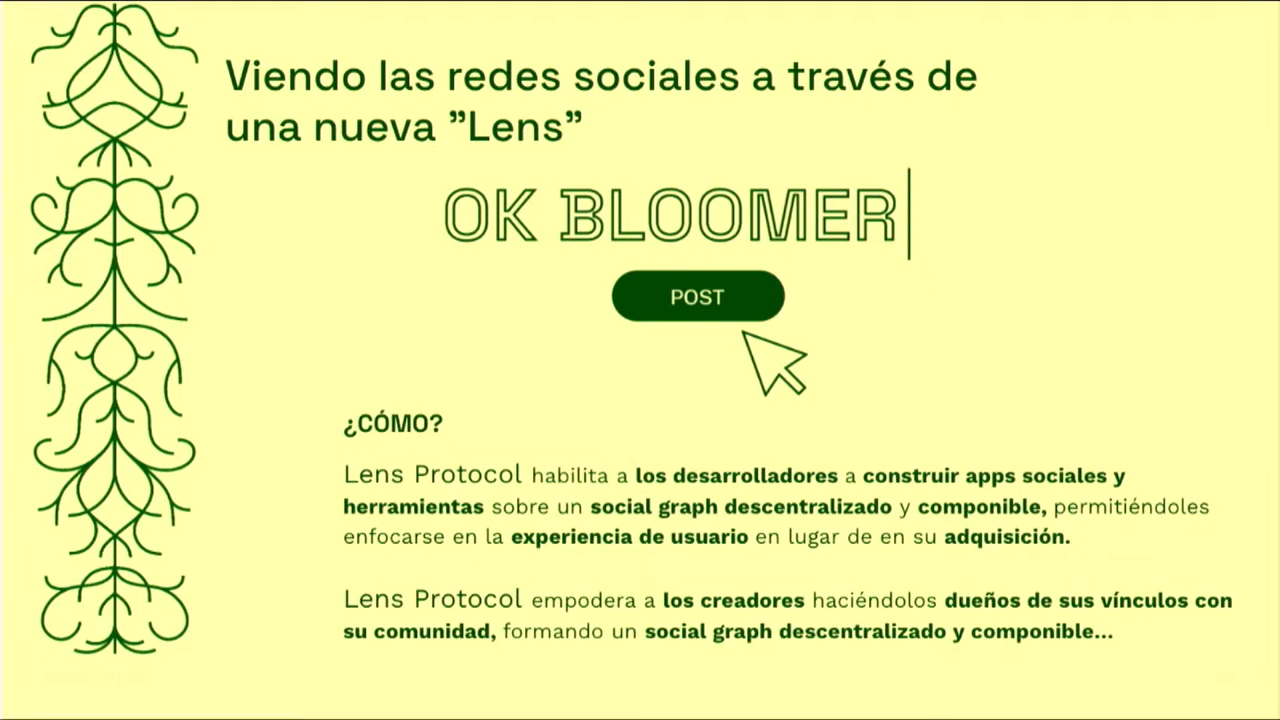 Viendo las redes sociales a través de
una nueva ”Lens”
OK BLOOMER
POST
¿CÓMO?
Lens Protocol habilita a los desarrolladores a construir apps sociales y
herramientas sobre un social graph descentralizado y componible, permitiéndoles
enfocarse en la experiencia de usuario en lugar de en su adquisición.
Lens Protocol empodera a los creadores haciéndolos dueños de sus vínculos con
su comunidad, formando un social graph descentralizado y componible...